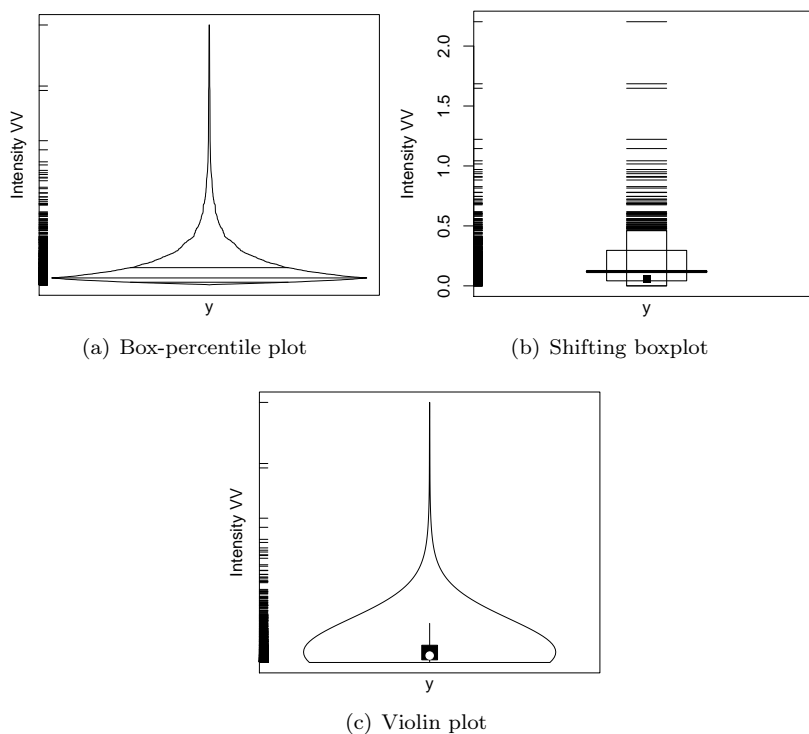 Intensity VV
y
(a) Box-percentile plot
2.0
1.5
1.0
0.5
0.0
Intensity VV
y
(b) Shifting boxplot
Intensity VV
y
(c) Violin plot